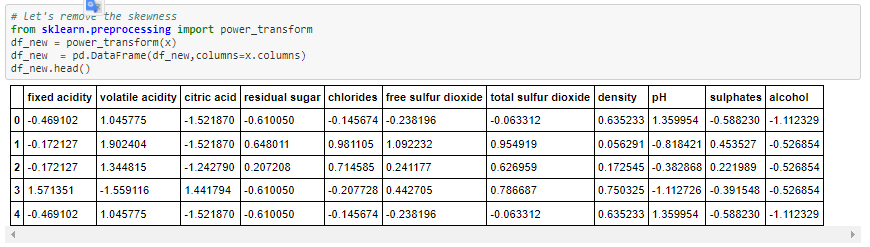 # Let's remove the skewness
from sklearn.preprocessing import power_transform
df_new = power_transform(x)
df_new  = pd.DataFrame(df_new,columns=x.columns)
df_new.head()
fixed acidity volatile acidity citric acid residual sugar chlorides free sulfur dioxide total sulfur dioxide density pH sulphates alcohol
0 -0.469102 1.045775 -1.521870 -0.610050 -0.145674 -0.238196 -0.063312 0.635233 1.359954 -0.588230 -1.112329
1 -0.172127 1.902404 -1.521870 0.648011 0.981105 1.092232 0.954919 0.056291 -0.818421 0.453527 -0.526854
2 -0.172127 1.344815 -1.242790 0.207208 0.714585 0.241177 0.626959 0.172545 -0.382868 0.221989 -0.526854
3 1.571351 -1.559116 1.441794 -0.610050 -0.207728 0.442705 0.786687 0.750325 -1.112726 -0.391548 -0.526854
4 -0.469102 1.045775 -1.521870 -0.610050 -0.145674 -0.238196 -0.063312 0.635233 1.359954 -0.588230 -1.112329